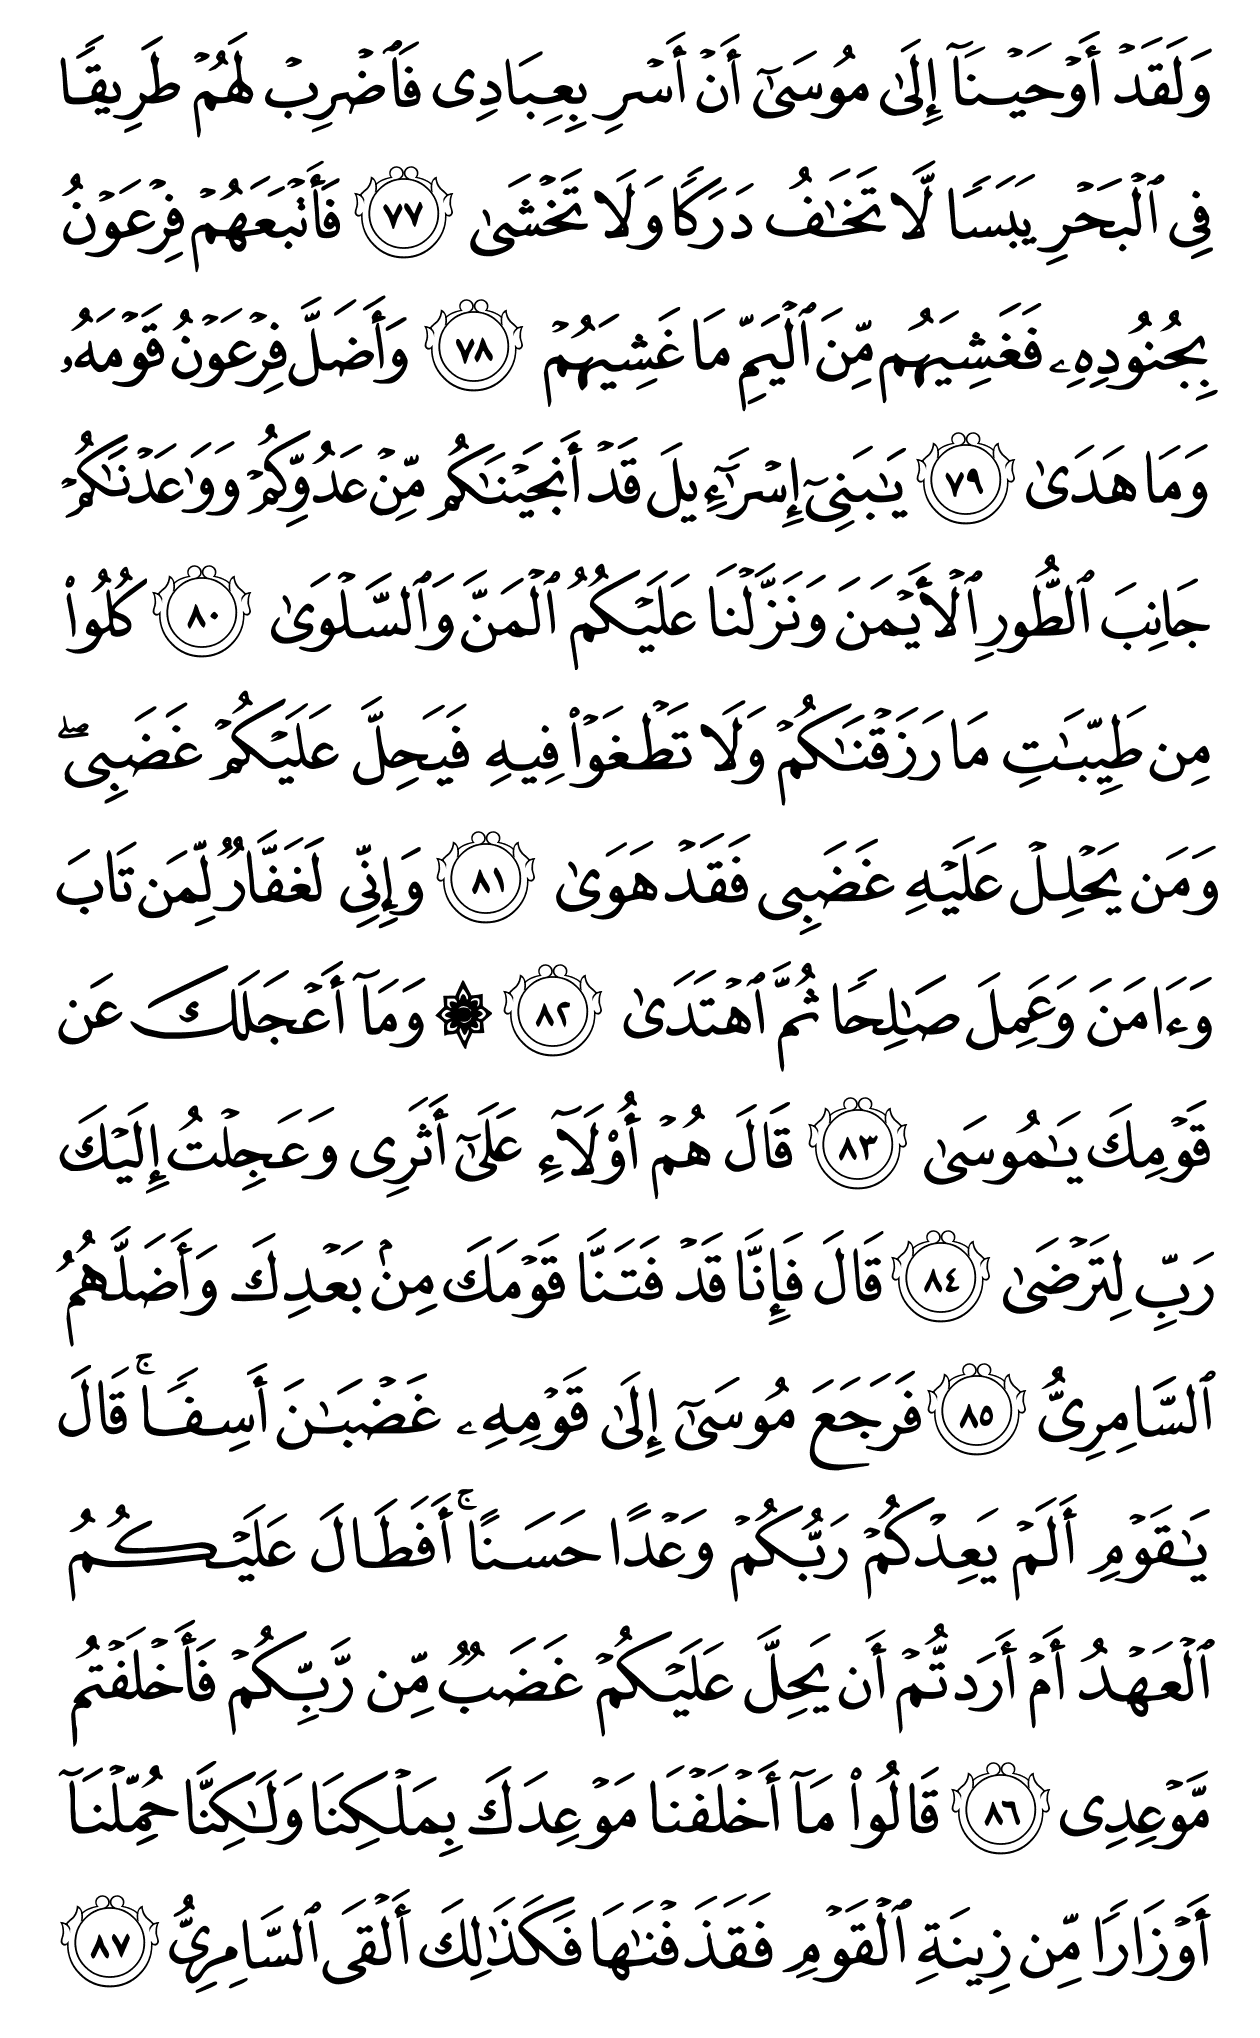 وَلَقَدۡ أَوۡحَيۡنَآ إِلَىٰ مُوسَىٰٓ أَنۡ أَسۡرِ بِعِبَادِي فَٱضۡرِبۡ لَهُمۡ طَرِيقٗا
فِي ٱلۡبَحۡرِ يَبَسٗا لَّا تَخَٰفُ دَرَكٗا وَلَا تَخۡشَىٰ ٧٧ فَأَتۡبَعَهُمۡ فِرۡعَوۡنُ
بِجُنُودِهِۦ فَغَشِيَهُم مِّنَ ٱلۡيَمِّ مَا غَشِيَهُمۡ ٧٨ وَأَضَلَّ فِرۡعَوۡنُ قَوۡمَهُۥ
وَمَا هَدَىٰ ٧٩ يَٰبَنِيٓ إِسۡرَٰٓءِيلَ قَدۡ أَنجَيۡنَٰكُم مِّنۡ عَدُوِّكُمۡ وَوَٰعَدۡنَٰكُمۡ
جَانِبَ ٱلطُّورِ ٱلۡأَيۡمَنَ وَنَزَّلۡنَا عَلَيۡكُمُ ٱلۡمَنَّ وَٱلسَّلۡوَىٰ ٨٠ كُلُواْ
مِن طَيِّبَٰتِ مَا رَزَقۡنَٰكُمۡ وَلَا تَطۡغَوۡاْ فِيهِ فَيَحِلَّ عَلَيۡكُمۡ غَضَبِيۖ
وَمَن يَحۡلِلۡ عَلَيۡهِ غَضَبِي فَقَدۡ هَوَىٰ ٨١ وَإِنِّي لَغَفَّارٞ لِّمَن تَابَ
وَءَامَنَ وَعَمِلَ صَٰلِحٗا ثُمَّ ٱهۡتَدَىٰ ٨٢ ۞ وَمَآ أَعۡجَلَكَ عَن
قَوۡمِكَ يَٰمُوسَىٰ ٨٣ قَالَ هُمۡ أُوْلَآءِ عَلَىٰٓ أَثَرِي وَعَجِلۡتُ إِلَيۡكَ
رَبِّ لِتَرۡضَىٰ ٨٤ قَالَ فَإِنَّا قَدۡ فَتَنَّا قَوۡمَكَ مِنۢ بَعۡدِكَ وَأَضَلَّهُمُ
ٱلسَّامِرِيُّ ٨٥ فَرَجَعَ مُوسَىٰٓ إِلَىٰ قَوۡمِهِۦ غَضۡبَٰنَ أَسِفٗاۚ قَالَ
يَٰقَوۡمِ أَلَمۡ يَعِدۡكُمۡ رَبُّكُمۡ وَعۡدًا حَسَنًاۚ أَفَطَالَ عَلَيۡكُمُ
ٱلۡعَهۡدُ أَمۡ أَرَدتُّمۡ أَن يَحِلَّ عَلَيۡكُمۡ غَضَبٞ مِّن رَّبِّكُمۡ فَأَخۡلَفۡتُم
مَّوۡعِدِي ٨٦ قَالُواْ مَآ أَخۡلَفۡنَا مَوۡعِدَكَ بِمَلۡكِنَا وَلَٰكِنَّا حُمِّلۡنَآ
أَوۡزَارٗا مِّن زِينَةِ ٱلۡقَوۡمِ فَقَذَفۡنَٰهَا فَكَذَٰلِكَ أَلۡقَى ٱلسَّامِرِيُّ ٨٧